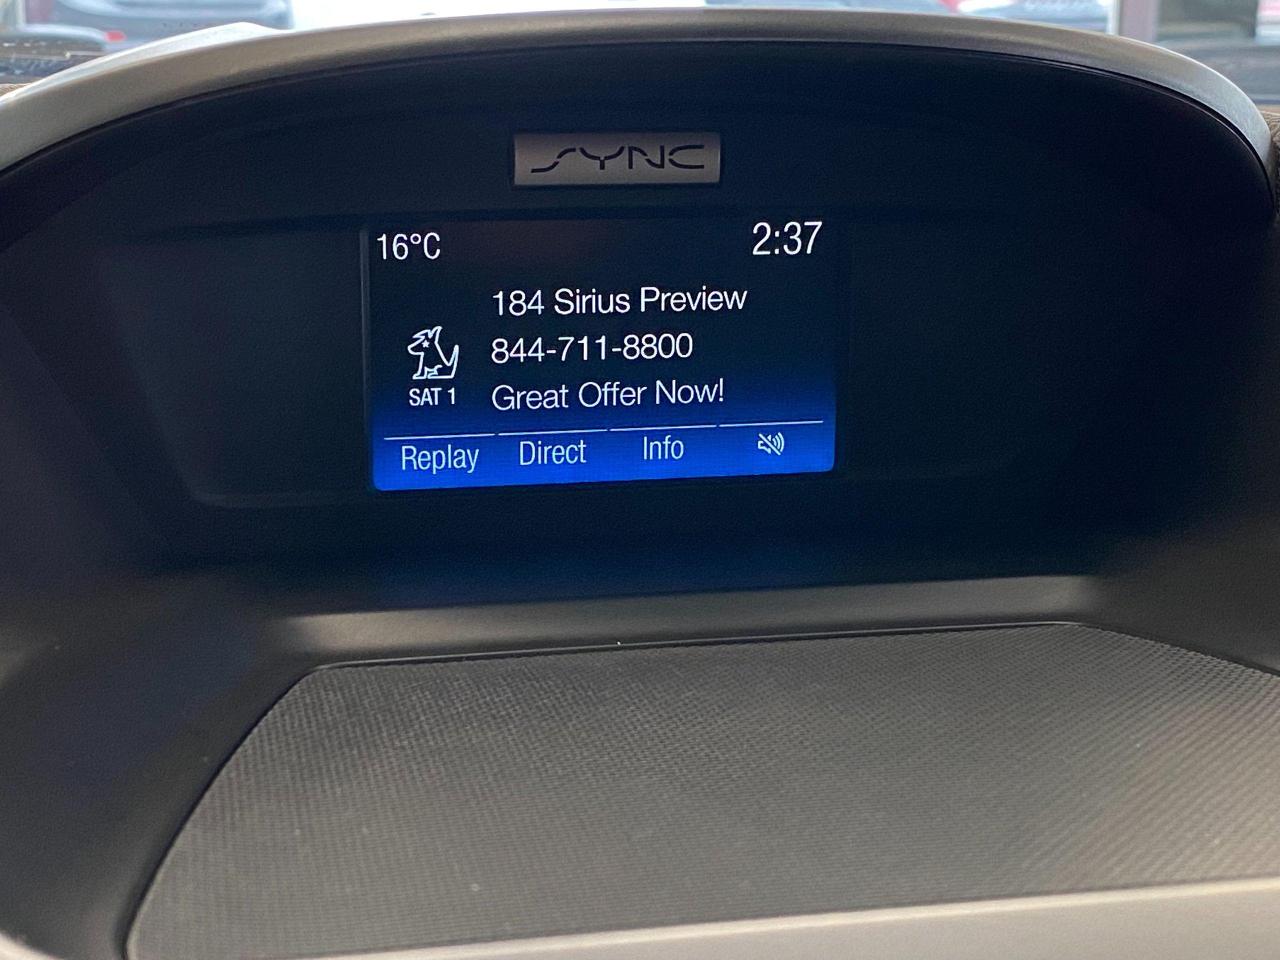 SYNC
16°C
2:37
184 Sirius Preview
844-711-8800
SAT 1
Great Offer Now!
Replay
Direct
Info